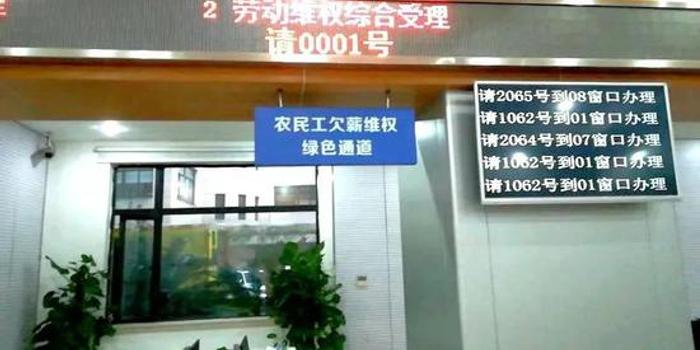 2 劳动维权综合受理
请0001号
农民工欠薪维权
绿色通道
请2065号到08窗口办理
请1062号到01窗口办理
请2064号到07窗口办理
请1062号到01窗口办理
请1062号到01窗口办理